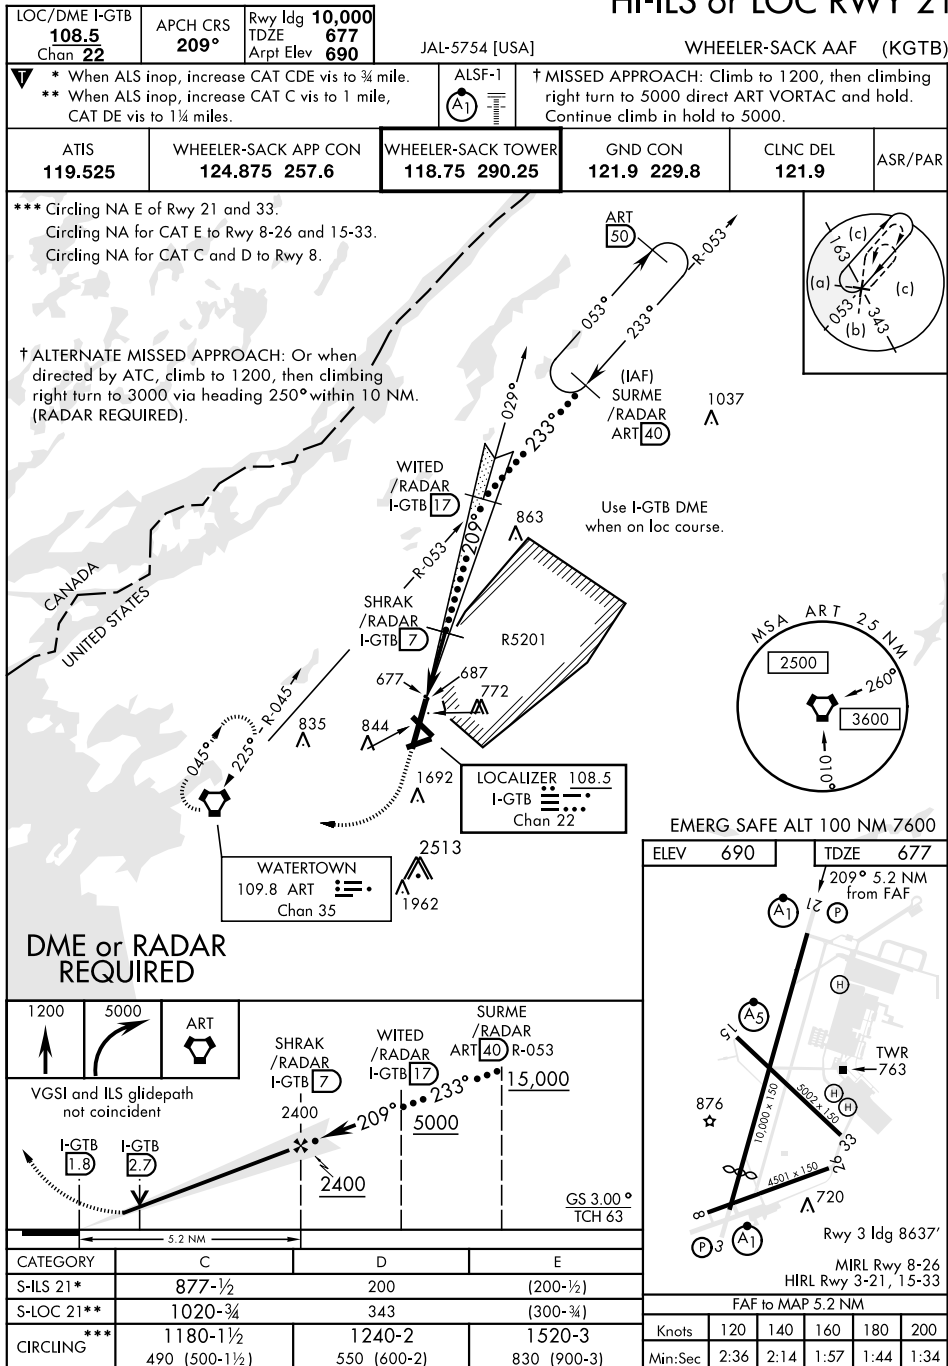 HI-ILS or LOC RWY 21
LOC/DME I-GTB
108.5
Chan 22
APCH CRS
209°
Rwy ldg 10,000
TDZE 677
Arpt Elev 690
JAL-5754 [USA]
WHEELER-SACK AAF (KGTB)
T
* When ALS inop, increase CAT CDE vis to ¾ mile.
** When ALS inop, increase CAT C vis to 1 mile,
CAT DE vis to 1¼ miles.
ALSF-1
A1
† MISSED APPROACH: Climb to 1200, then climbing
right turn to 5000 direct ART VORTAC and hold.
Continue climb in hold to 5000.
ATIS
119.525
WHEELER-SACK APP CON
124.875 257.6
WHEELER-SACK TOWER
118.75 290.25
GND CON
121.9 229.8
CLNC DEL
121.9
ASR/PAR
*** Circling NA E of Rwy 21 and 33.
Circling NA for CAT E to Rwy 8-26 and 15-33.
Circling NA for CAT C and D to Rwy 8.
† ALTERNATE MISSED APPROACH: Or when
directed by ATC, climb to 1200, then climbing
right turn to 3000 via heading 250° within 10 NM.
(RADAR REQUIRED).
ART
50
R-053
053°
233°
(IAF)
SURME
/RADAR
ART 40
1037
163
(c)
(a)
(c)
053
343
(b)
029°
233°
WITED
/RADAR
I-GTB 17
209°
863
Use I-GTB DME
when on loc course.
R-053
CANADA
UNITED STATES
SHRAK
/RADAR
I-GTB 7
R5201
677
687
772
R-045
835
844
045°
225°
1692
LOCALIZER 108.5
I-GTB
Chan 22
MSA ART 25 NM
2500
260°
3600
010°
EMERG SAFE ALT 100 NM 7600
WATERTOWN
109.8 ART
Chan 35
2513
1962
DME or RADAR
REQUIRED
ELEV 690
TDZE 677
209° 5.2 NM
from FAF
A1
21
P
H
A5
15
TWR
763
H
H
876
10,000 x 150
5002 x 150
33
26
4501 x 150
8
720
P
3
A1
Rwy 3 ldg 8637'
MIRL Rwy 8-26
HIRL Rwy 3-21, 15-33
1200
5000
ART
VGSI and ILS glidepath
not coincident
SHRAK
/RADAR
I-GTB 7
2400
WITED
/RADAR
I-GTB 17
SURME
/RADAR
ART 40 R-053
15,000
233°
209°
5000
2400
I-GTB
1.8
I-GTB
2.7
GS 3.00°
TCH 63
5.2 NM
CATEGORY C D E
S-ILS 21* 877-½ 200 (200-½)
S-LOC 21** 1020-¾ 343 (300-¾)
CIRCLING *** 1180-1½ 1240-2 1520-3
490 (500-1½) 550 (600-2) 830 (900-3)
FAF to MAP 5.2 NM
Knots 120 140 160 180 200
Min:Sec 2:36 2:14 1:57 1:44 1:34